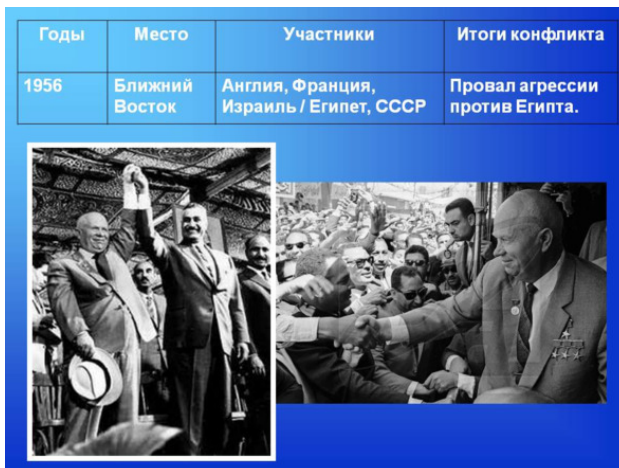 Годы
Место
Участники
Итоги конфликта
1956
Ближний
Восток
Англия, Франция,
Израиль / Египет, СССР
Провал агрессии
против Египта.